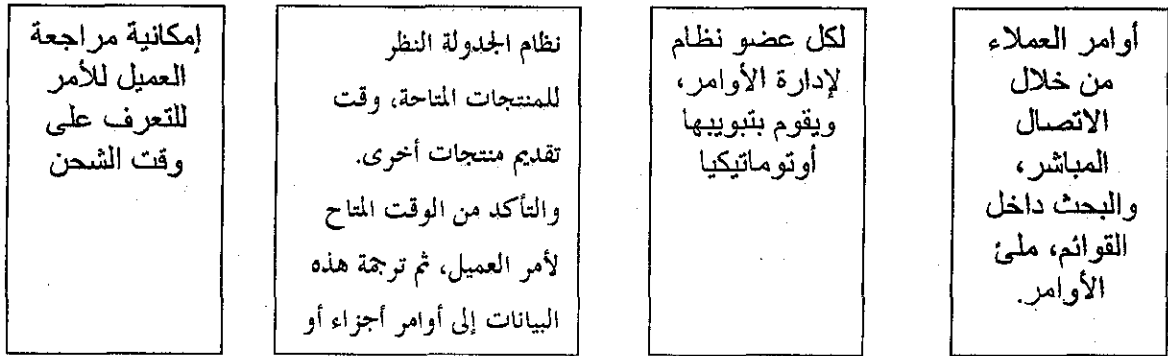 أوامر العملاء
من خلال
الاتصال
المباشر،
والبحث داخل
القوائم، ملئ
الأوامر.
لكل عضو نظام
لإدارة الأوامر،
ويقوم بتبويبها
أوتوماتيكيا
نظام الجدولة النظر
للمنتجات المتاحة، وقت
تقديم منتجات أخرى.
والتأكد من الوقت المتاح
لأمر العميل، ثم ترجمة هذه
البيانات إلى أوامر أجزاء أو
إمكانية مراجعة
العميل للأمر
للتعرف على
وقت الشحن